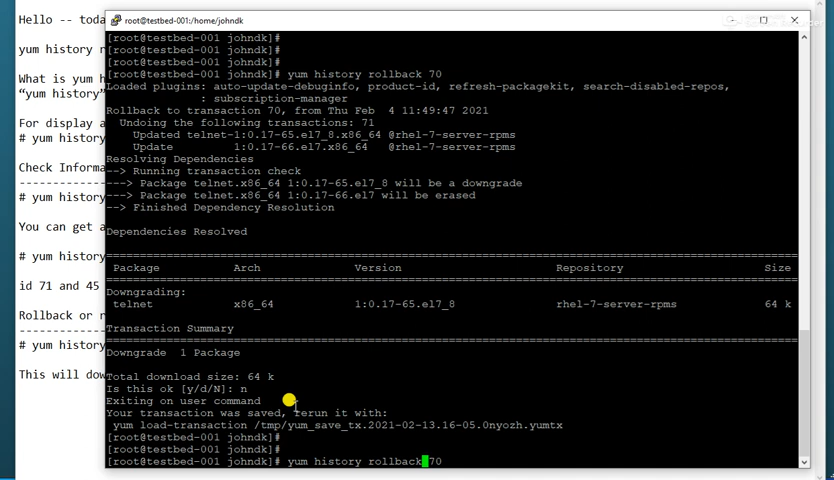 Hello -- toda
yum history r
What is yum h
“yum history”
For display a
# yum history
Check Informa
-------------
# yum history
You can get a
# yum history
id 71 and 45
Rollback or r
-------------
# yum history
This will dow
root@testbed-001:/home/johndk
[root@testbed-001 johndk]#
[root@testbed-001 johndk]#
[root@testbed-001 johndk]#
[root@testbed-001 johndk]# yum history rollback 70
Loaded plugins: auto-update-debuginfo, product-id, refresh-packagekit, search-disabled-repos,
: subscription-manager
Rollback to transaction 70, from Thu Feb  4 11:49:47 2021
Undoing the following transactions: 71
Updated telnet-1:0.17-65.el7_8.x86_64 @rhel-7-server-rpms
Update         1:0.17-66.el7.x86_64   @rhel-7-server-rpms
Resolving Dependencies
--> Running transaction check
---> Package telnet.x86_64 1:0.17-65.el7_8 will be a downgrade
---> Package telnet.x86_64 1:0.17-66.el7 will be erased
--> Finished Dependency Resolution
Dependencies Resolved
Package Arch Version Repository Size
Downgrading:
telnet x86_64 1:0.17-65.el7_8 rhel-7-server-rpms 64 k
Transaction Summary
Downgrade  1 Package
Total download size: 64 k
Is this ok [y/d/N]: n
Exiting on user command
Your transaction was saved, rerun it with:
yum load-transaction /tmp/yum_save_tx.2021-02-13.16-05.0nyozh.yumtx
[root@testbed-001 johndk]#
[root@testbed-001 johndk]#
[root@testbed-001 johndk]# yum history rollback 70